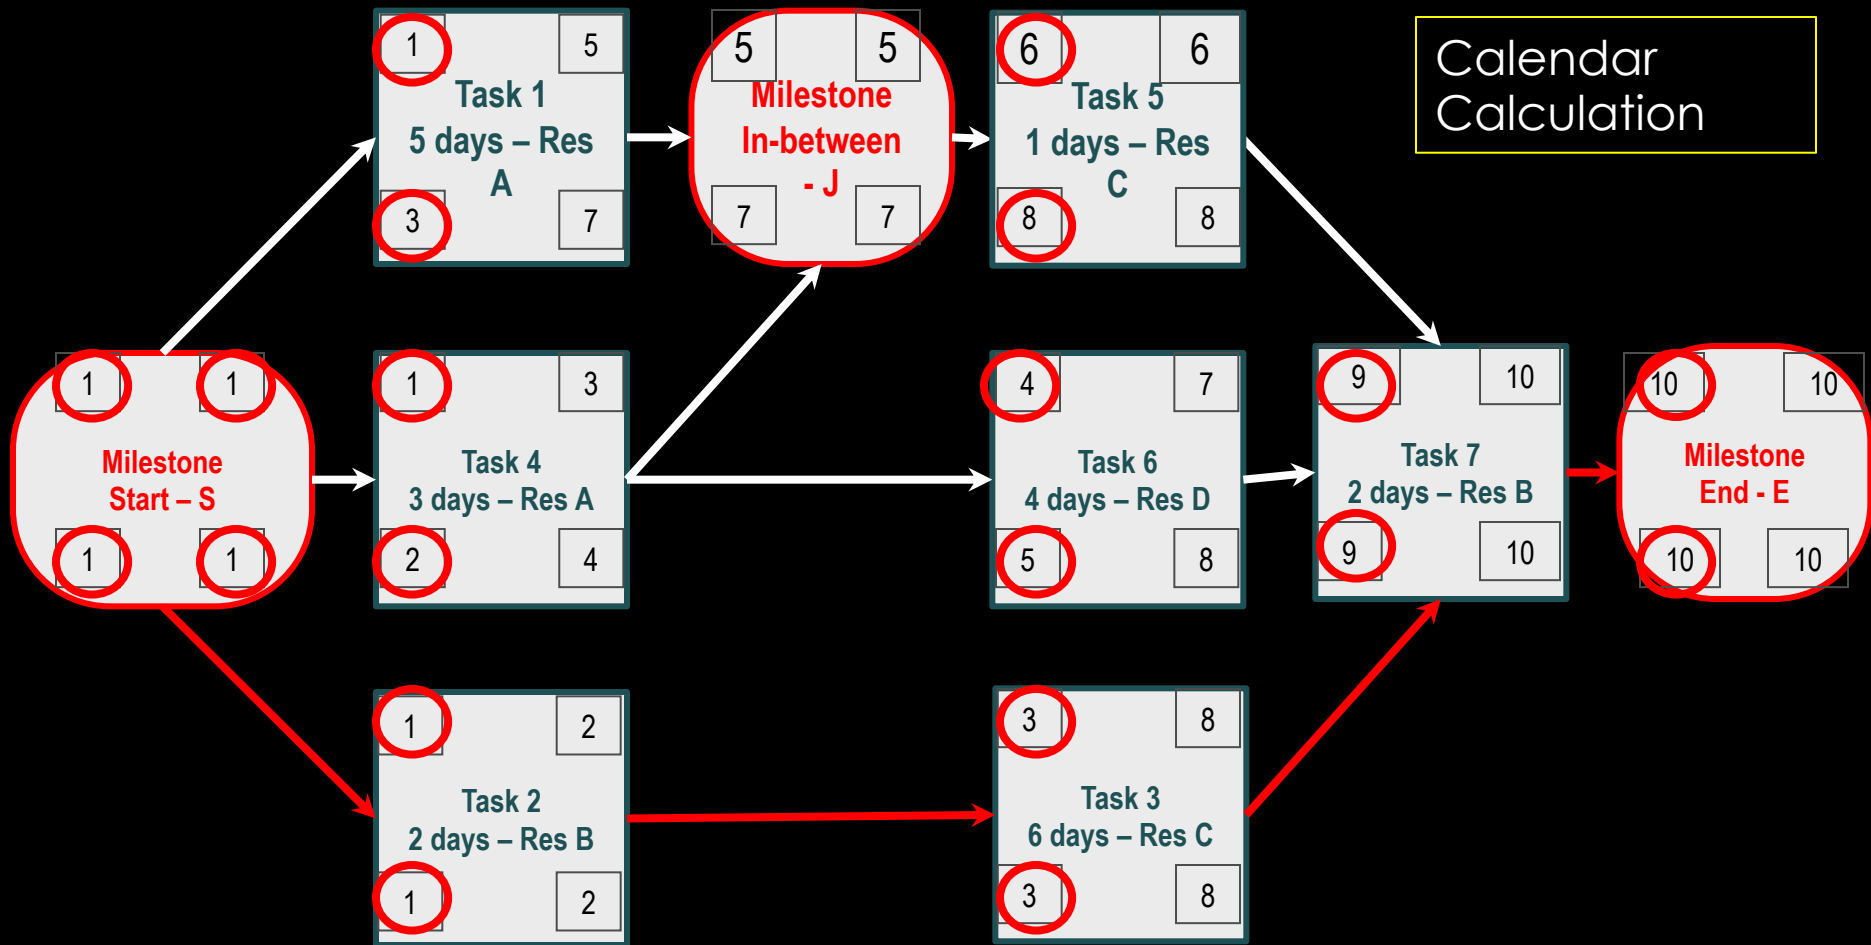 1 5
Task 1
5 days – Res
A
3 7
5 5
Milestone
In-between
- J
7 7
6 6
Task 5
1 days – Res
C
8 8
Calendar
Calculation
1 1
Milestone
Start – S
1 1
1 3
Task 4
3 days – Res A
2 4
4 7
Task 6
4 days – Res D
5 8
9 10
Task 7
2 days – Res B
9 10
10 10
Milestone
End - E
10 10
1 2
Task 2
2 days – Res B
1 2
3 8
Task 3
6 days – Res C
3 8